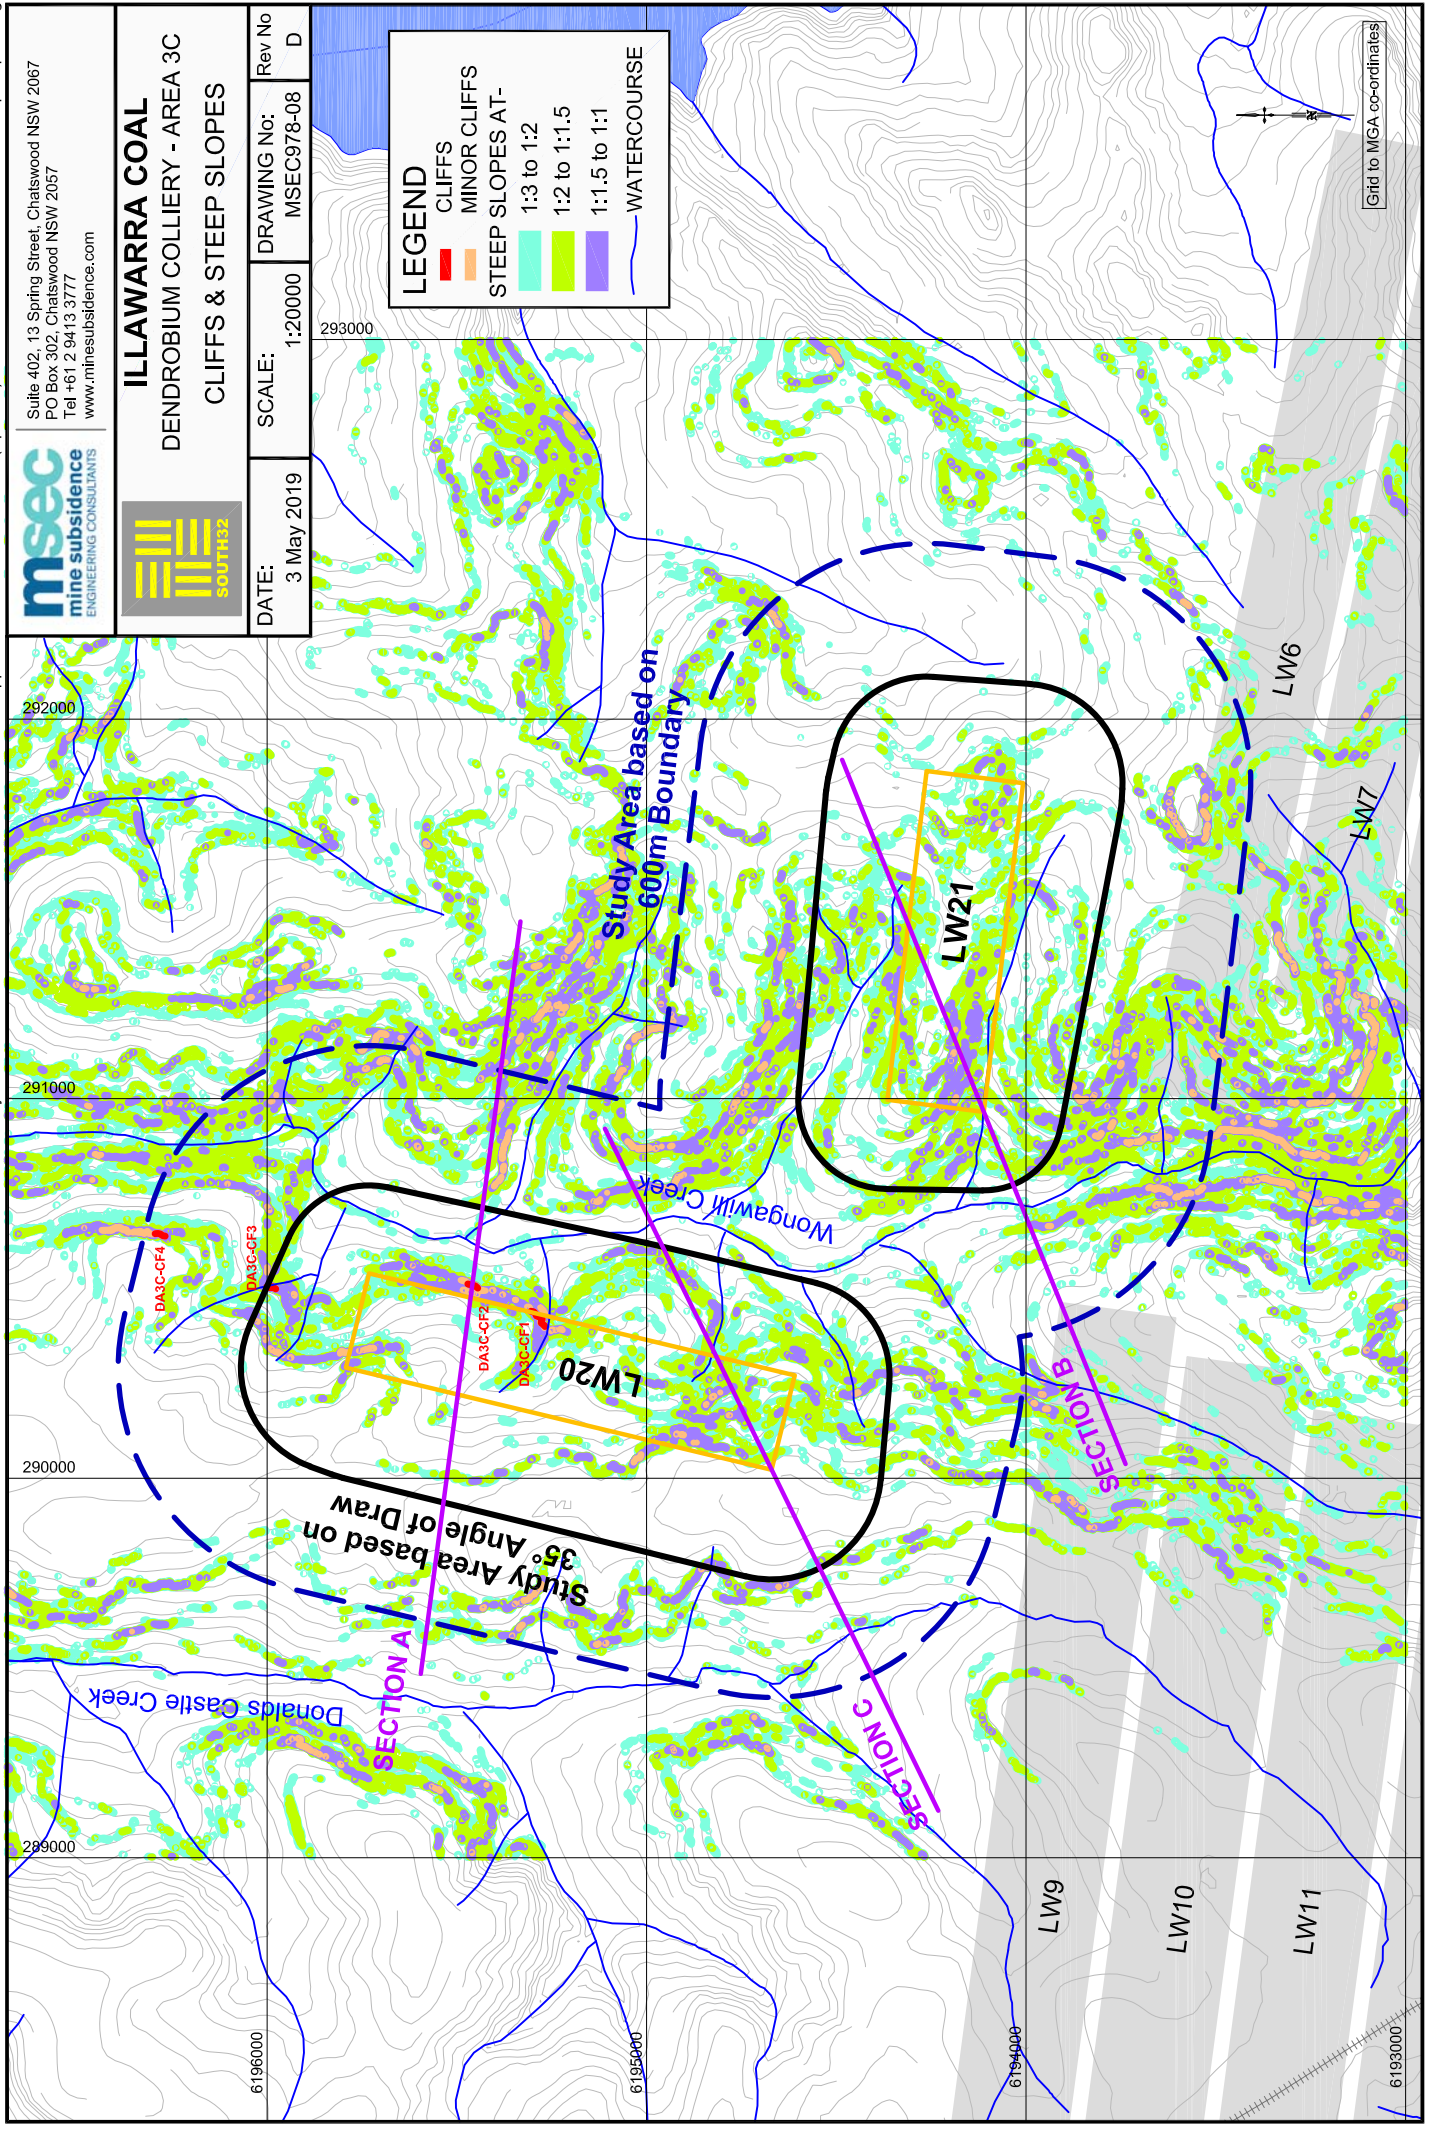 msec
mine subsidence
ENGINEERING CONSULTANTS
Suite 402, 13 Spring Street, Chatswood NSW 2067
PO Box 302, Chatswood NSW 2057
Tel +61 2 9413 3777
www.minesubsidence.com
SOUTH32
ILLAWARRA COAL
DENDROBIUM COLLIERY - AREA 3C
CLIFFS & STEEP SLOPES
DATE:
3 May 2019
SCALE:
1:20000
DRAWING No:
MSEC978-08
Rev No
D
LEGEND
CLIFFS
MINOR CLIFFS
STEEP SLOPES AT-
1:3 to 1:2
1:2 to 1:1.5
1:1.5 to 1:1
WATERCOURSE
N
Grid to MGA co-ordinates
289000
290000
291000
292000
293000
6196000
6195000
6194000
6193000
DA3C-CF4
DA3C-CF3
DA3C-CF2
DA3C-CF1
LW20
LW21
Study Area based on
600m Boundary
Study Area based on
35° Angle of Draw
Wongawilli Creek
Donalds Castle Creek
SECTION A
SECTION B
SECTION C
LW6
LW7
LW9
LW10
LW11